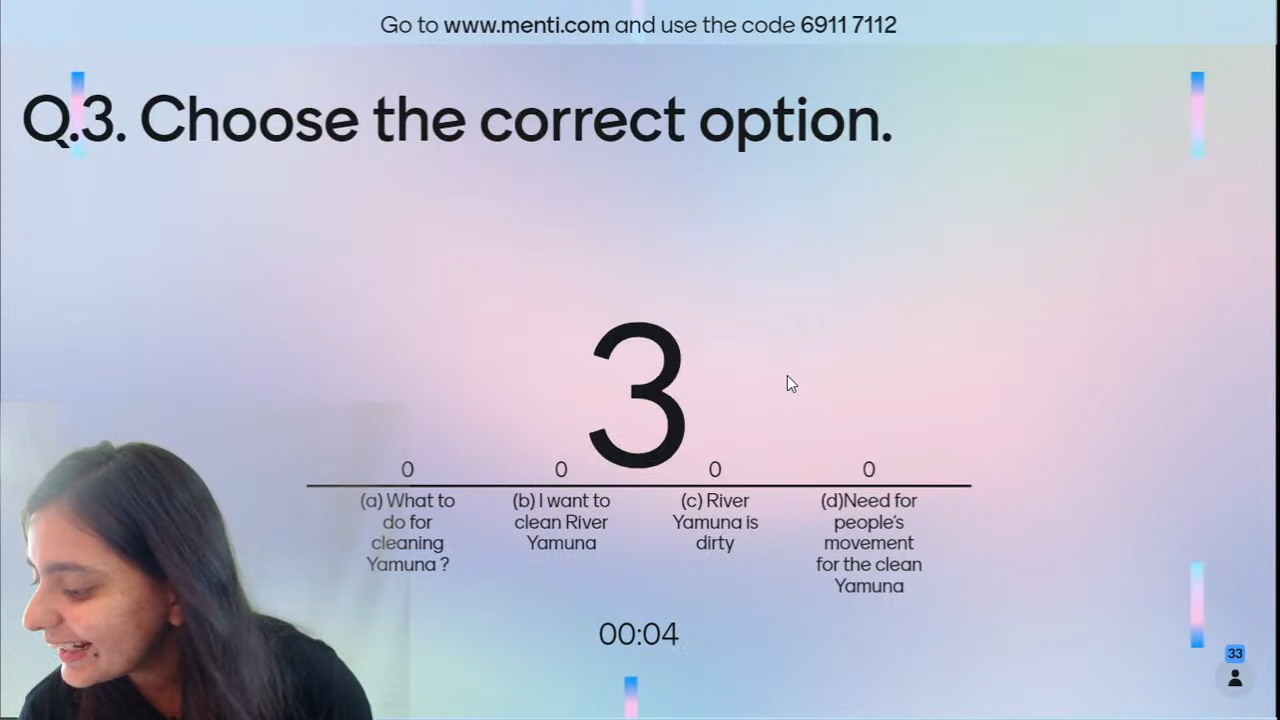 Go to www.menti.com and use the code 6911 7112
Q.3. Choose the correct option.
3
0 0 0 0
(a) What to
do for
cleaning
Yamuna ?
(b) I want to
clean River
Yamuna
(c) River
Yamuna is
dirty
(d)Need for
people's
movement
for the clean
Yamuna
00:04
33